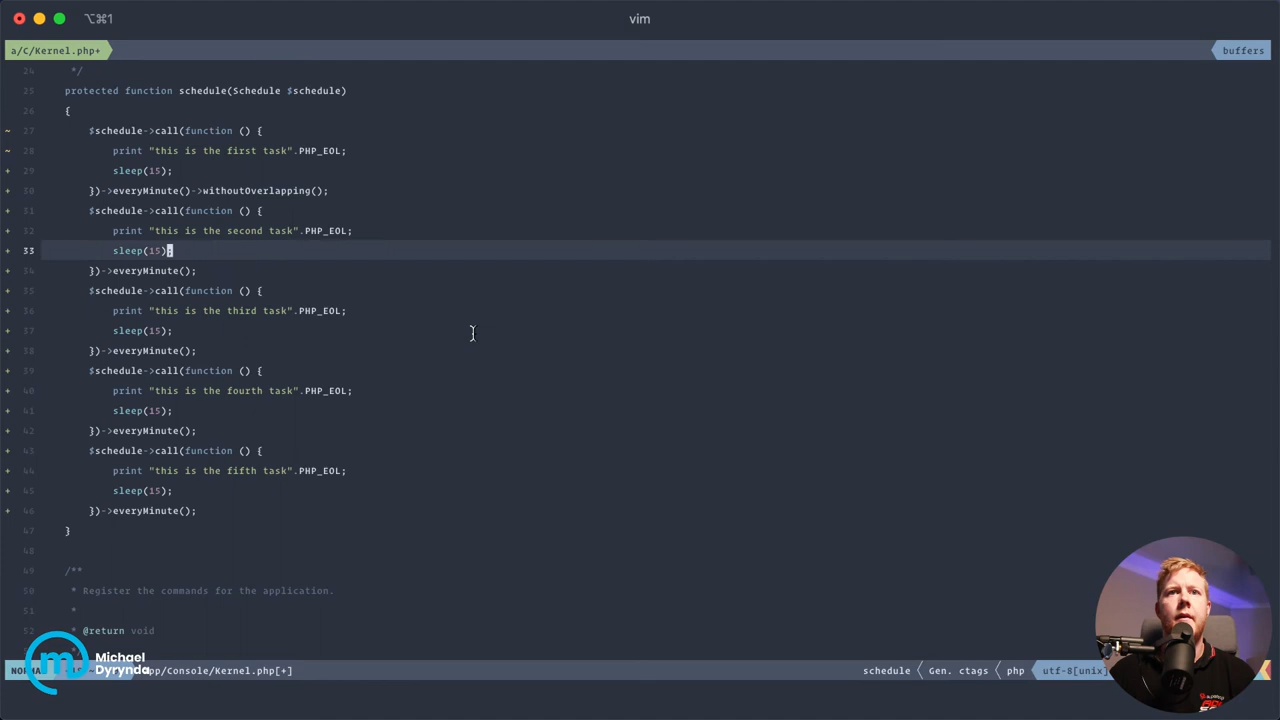 ⌥⌘1
vim
a/C/Kernel.php+
buffers
24 */
25 protected function schedule(Schedule $schedule)
26 {
~ 27 $schedule->call(function () {
~ 28 print "this is the first task".PHP_EOL;
+ 29 sleep(15);
+ 30 })->everyMinute()->withoutOverlapping();
+ 31 $schedule->call(function () {
+ 32 print "this is the second task".PHP_EOL;
+ 33 sleep(15);
+ 34 })->everyMinute();
+ 35 $schedule->call(function () {
+ 36 print "this is the third task".PHP_EOL;
+ 37 sleep(15);
+ 38 })->everyMinute();
+ 39 $schedule->call(function () {
+ 40 print "this is the fourth task".PHP_EOL;
+ 41 sleep(15);
+ 42 })->everyMinute();
+ 43 $schedule->call(function () {
+ 44 print "this is the fifth task".PHP_EOL;
+ 45 sleep(15);
+ 46 })->everyMinute();
47 }
48
49 /**
50 * Register the commands for the application.
51 *
52 * @return void
Michael
Dyrynda
pp/Console/Kernel.php[+]
schedule
Gen. ctags
php
utf-8[unix]